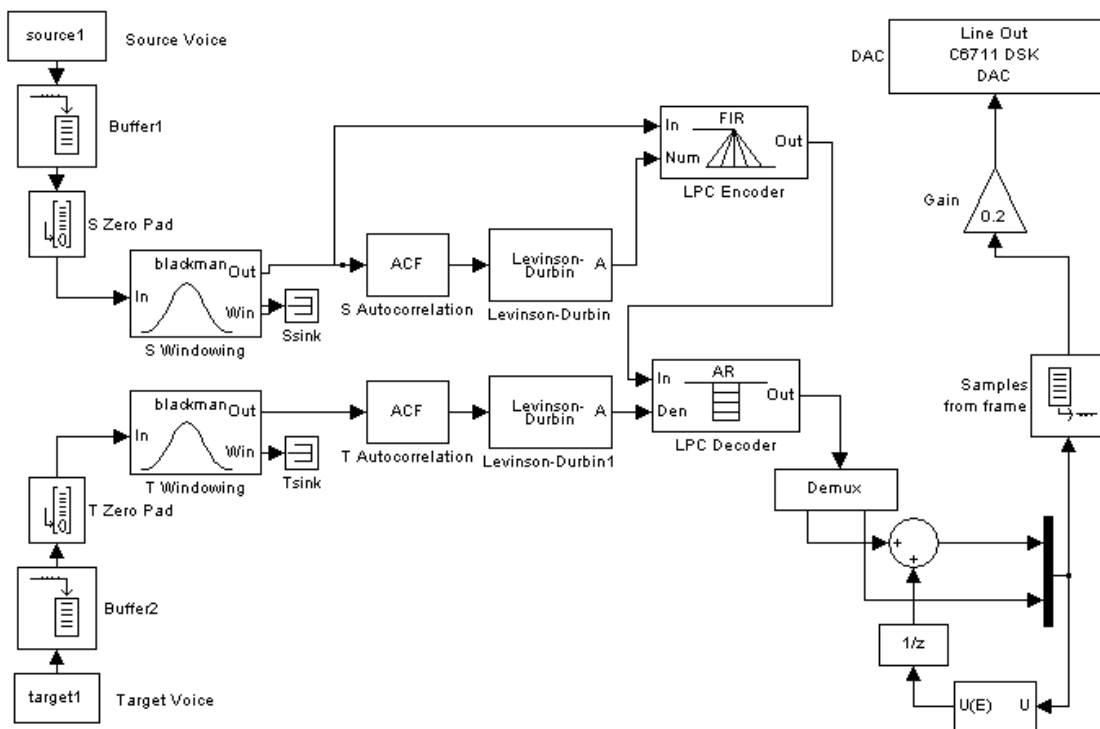 source1
Source Voice
Buffer1
S Zero Pad
blackman
In
Out
Win
S Windowing
Ssink
ACF
S Autocorrelation
Levinson-
Durbin
A
Levinson-Durbin
FIR
In
Num
Out
LPC Encoder
DAC
Line Out
C6711 DSK
DAC
Gain
0.2
Samples
from frame
blackman
In
Out
Win
T Windowing
Tsink
ACF
T Autocorrelation
Levinson-
Durbin
A
Levinson-Durbin1
AR
In
Den
Out
LPC Decoder
T Zero Pad
Buffer2
target1
Target Voice
Demux
+
+
1/z
U(E)
U